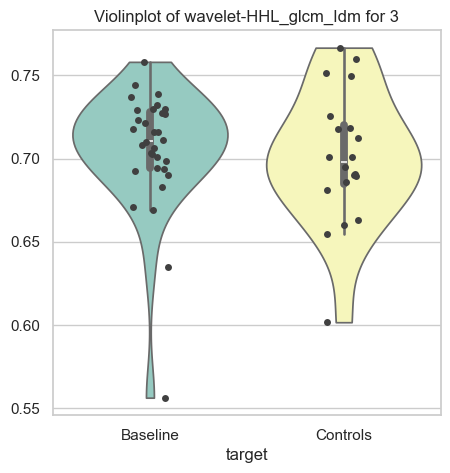 Violinplot of wavelet-HHL_glcm_Idm for 3
0.75
0.70
0.65
0.60
0.55
Baseline
Controls
target